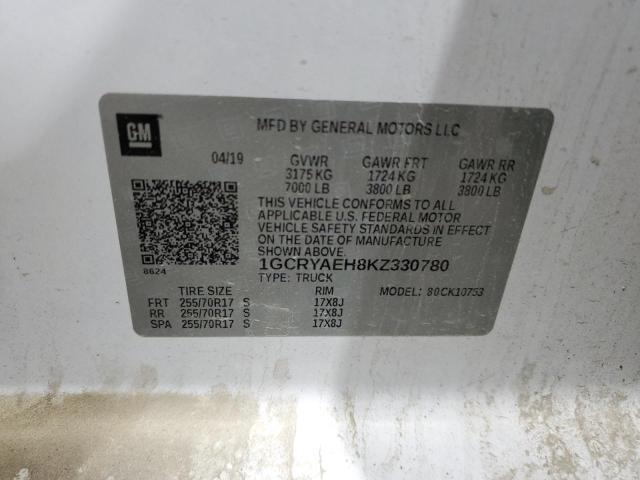 GM
MFD BY GENERAL MOTORS LLC
04/19 GVWR GAWR FRT GAWR RR
3175 KG 1724 KG 1724 KG
7000 LB 3800 LB 3800 LB
THIS VEHICLE CONFORMS TO ALL
APPLICABLE U.S. FEDERAL MOTOR
VEHICLE SAFETY STANDARDS IN EFFECT
ON THE DATE OF MANUFACTURE
SHOWN ABOVE.
8624
1GCRYAEH8KZ330780
TYPE: TRUCK
MODEL: 80CK10753
TIRE SIZE RIM
FRT 255/70R17 S 17X8J
RR 255/70R17 S 17X8J
SPA 255/70R17 S 17X8J